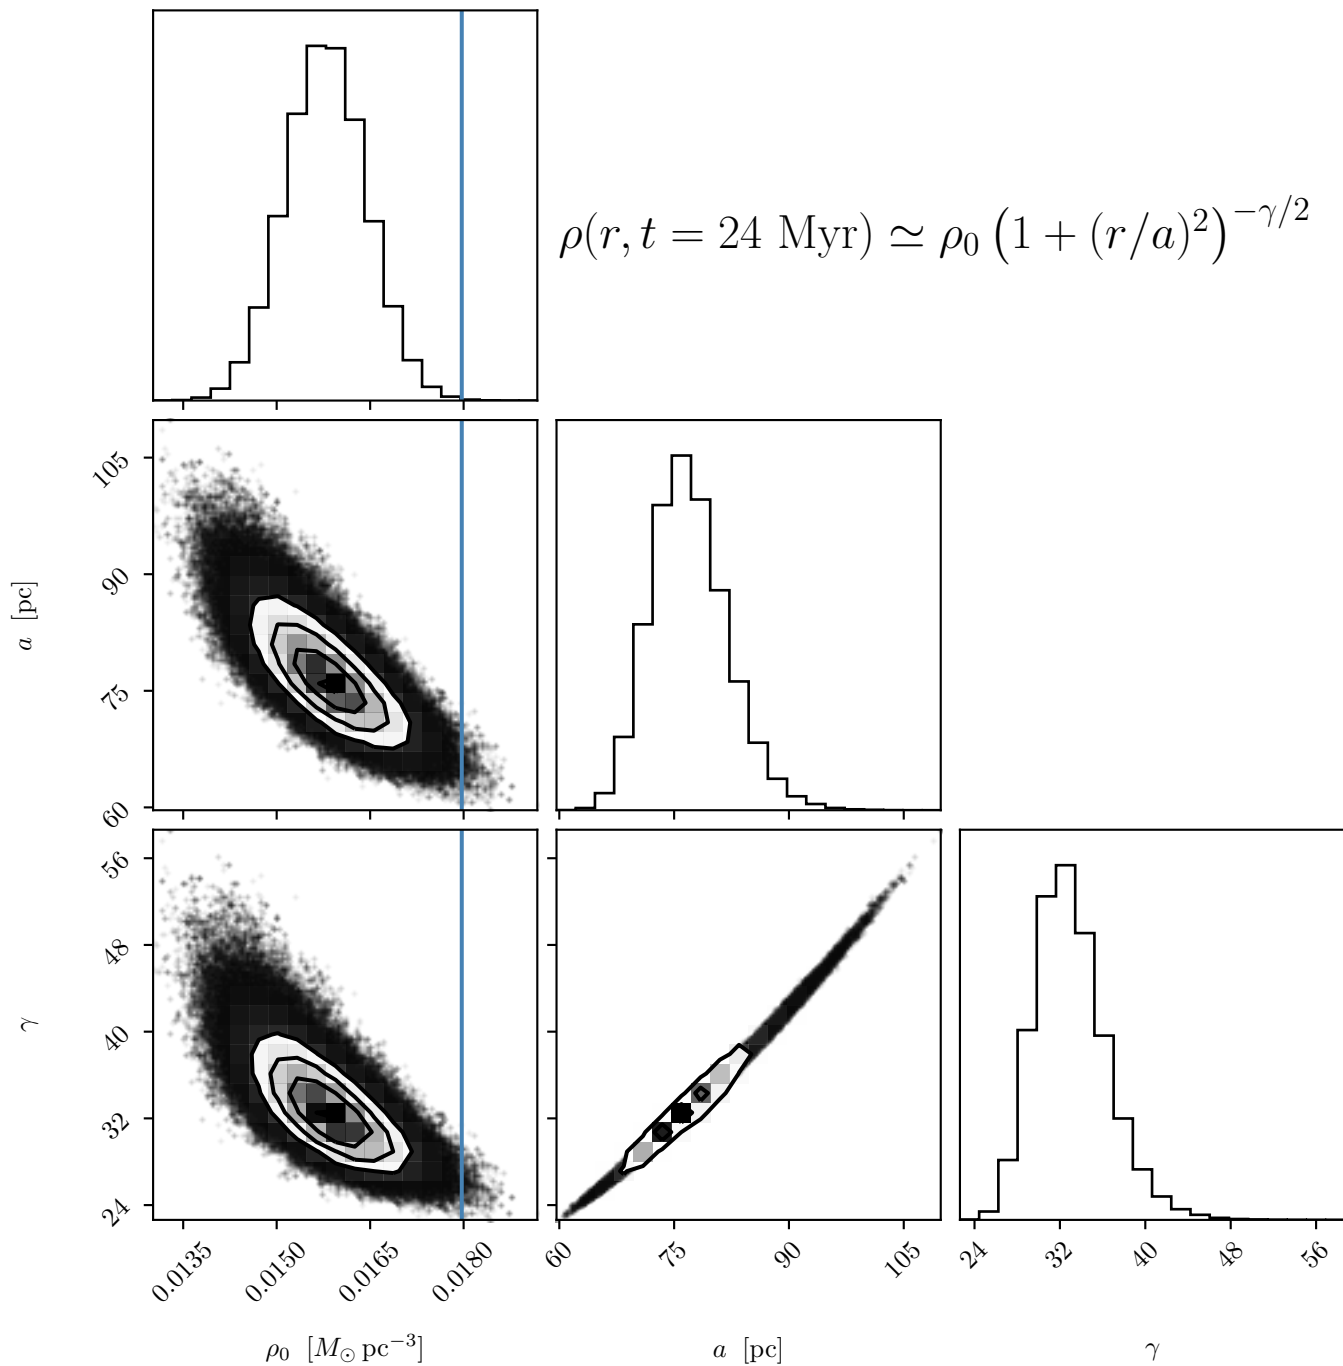 ρ(r, t = 24 Myr) ≃ ρ₀ (1 + (r/a)²)^{−γ/2}
105
90
75
60
a [pc]
56
48
40
32
24
γ
0.0135 0.0150 0.0165 0.0180
60 75 90 105
24 32 40 48 56
ρ₀ [M⊙ pc⁻³]
a [pc]
γ